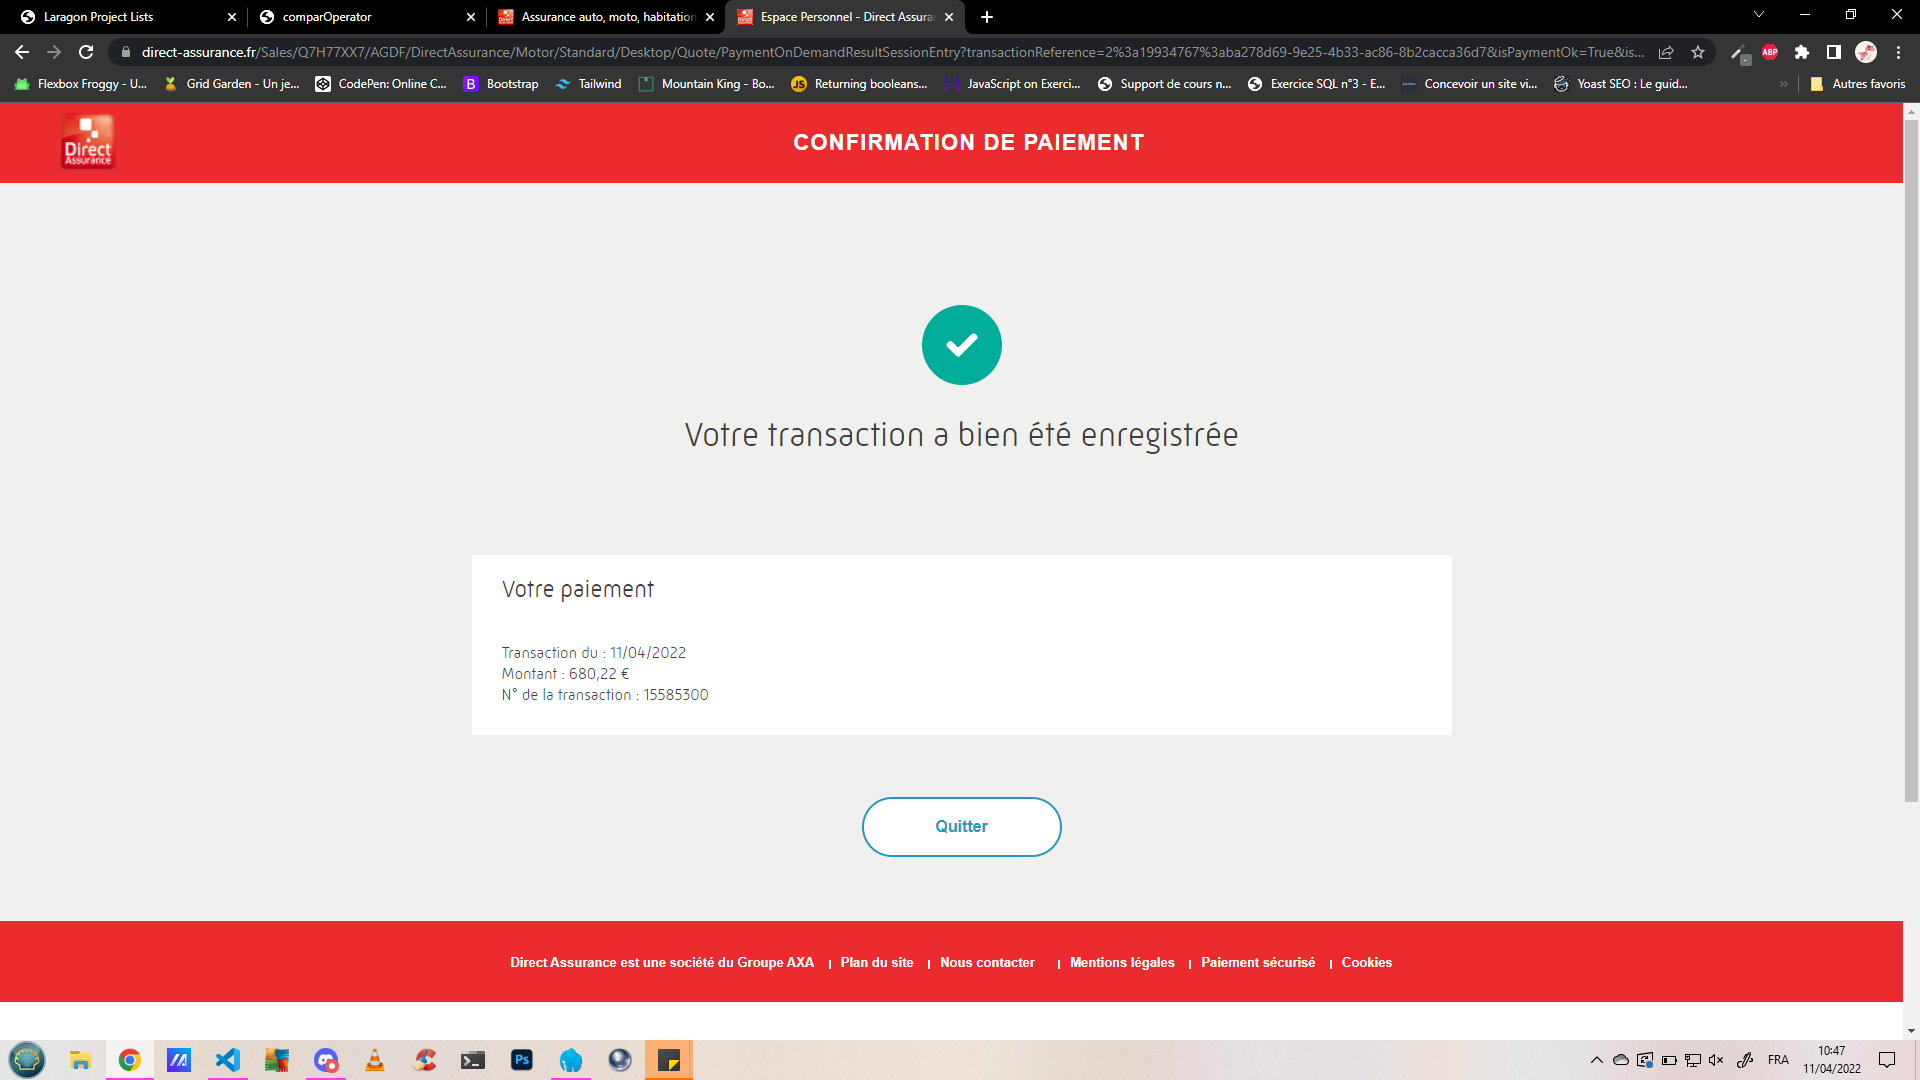 Laragon Project Lists
comparOperator
Assurance auto, moto, habitation
Espace Personnel - Direct Assura
direct-assurance.fr/Sales/Q7H77XX7/AGDF/DirectAssurance/Motor/Standard/Desktop/Quote/PaymentOnDemandResultSessionEntry?transactionReference=2%3a19934767%3aba278d69-9e25-4b33-ac86-8b2cacca36d7&isPaymentOk=True&is...
ABP
Flexbox Froggy - U...
Grid Garden - Un je...
CodePen: Online C...
B Bootstrap
Tailwind
Mountain King - Bo...
JS Returning booleans...
JavaScript on Exerci...
Support de cours n...
Exercice SQL n°3 - E...
Concevoir un site vi...
Yoast SEO : Le guid...
»
Autres favoris
Direct
Assurance
CONFIRMATION DE PAIEMENT
Votre transaction a bien été enregistrée
Votre paiement
Transaction du : 11/04/2022
Montant : 680,22 €
N° de la transaction : 15585300
Quitter
Direct Assurance est une société du Groupe AXA | Plan du site | Nous contacter | Mentions légales | Paiement sécurisé | Cookies
Ps
FRA
10:47
11/04/2022